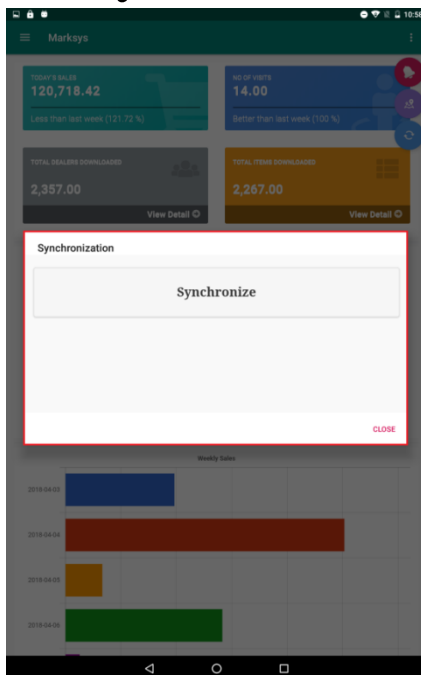 10:58
Marksys
TODAY'S SALES
120,718.42
Less than last week (121.72 %)
NO OF VISITS
14.00
Better than last week (100 %)
TOTAL DEALERS DOWNLOADED
2,357.00
View Detail
TOTAL ITEMS DOWNLOADED
2,267.00
View Detail
Synchronization
Synchronize
CLOSE
Weekly Sales
2018-04-03
2018-04-04
2018-04-05
2018-04-06